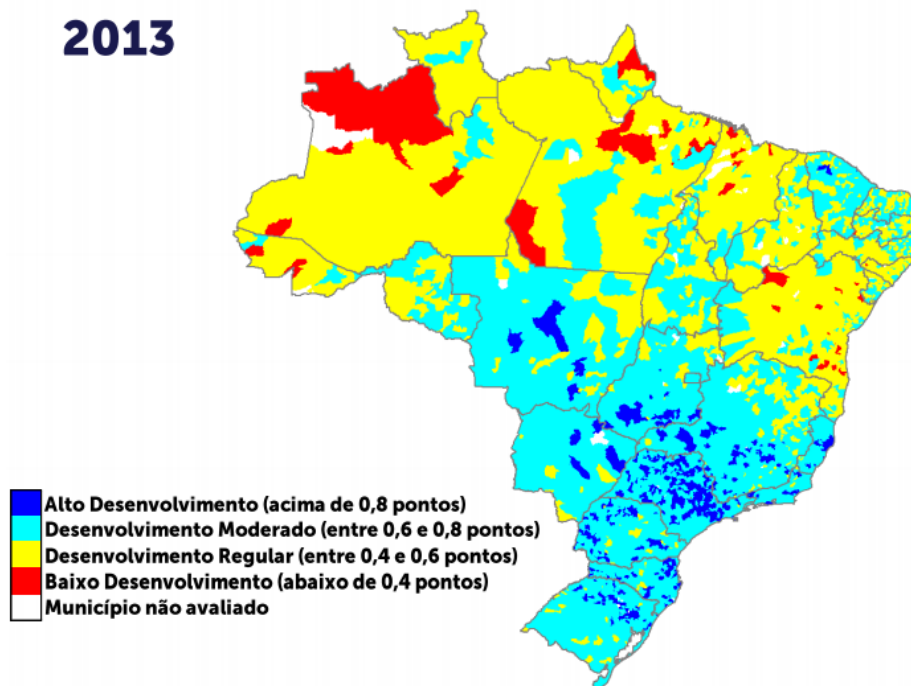 2013
Alto Desenvolvimento (acima de 0,8 pontos)
Desenvolvimento Moderado (entre 0,6 e 0,8 pontos)
Desenvolvimento Regular (entre 0,4 e 0,6 pontos)
Baixo Desenvolvimento (abaixo de 0,4 pontos)
Município não avaliado